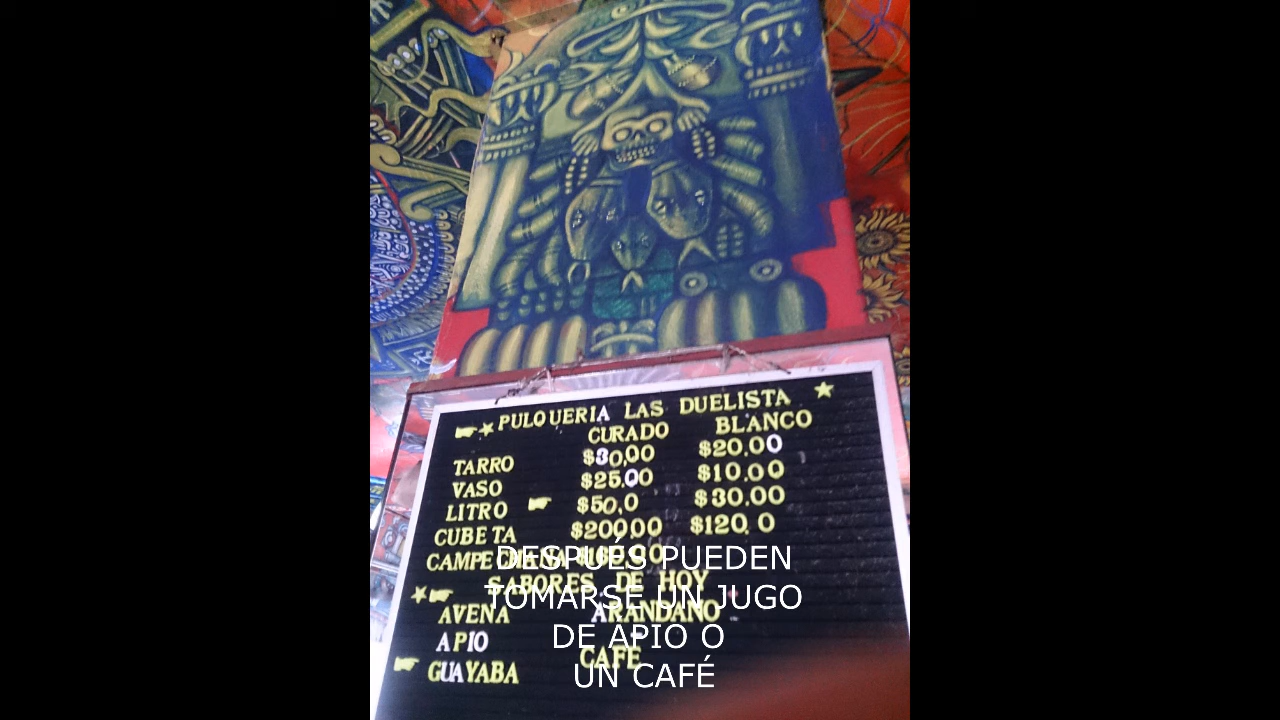 PULQUERIA LAS DUELISTA
CURADO BLANCO
TARRO $30,00 $20.00
VASO $25.00 $10.00
LITRO $50,0 $30.00
CUBETA $200,00 $120. 0
CAMPECHANA
SABORES DE HOY
AVENA ARANDANO
APIO
GUAYABA CAFE
DESPUÉS PUEDEN
TOMARSE UN JUGO
DE APIO O
UN CAFÉ